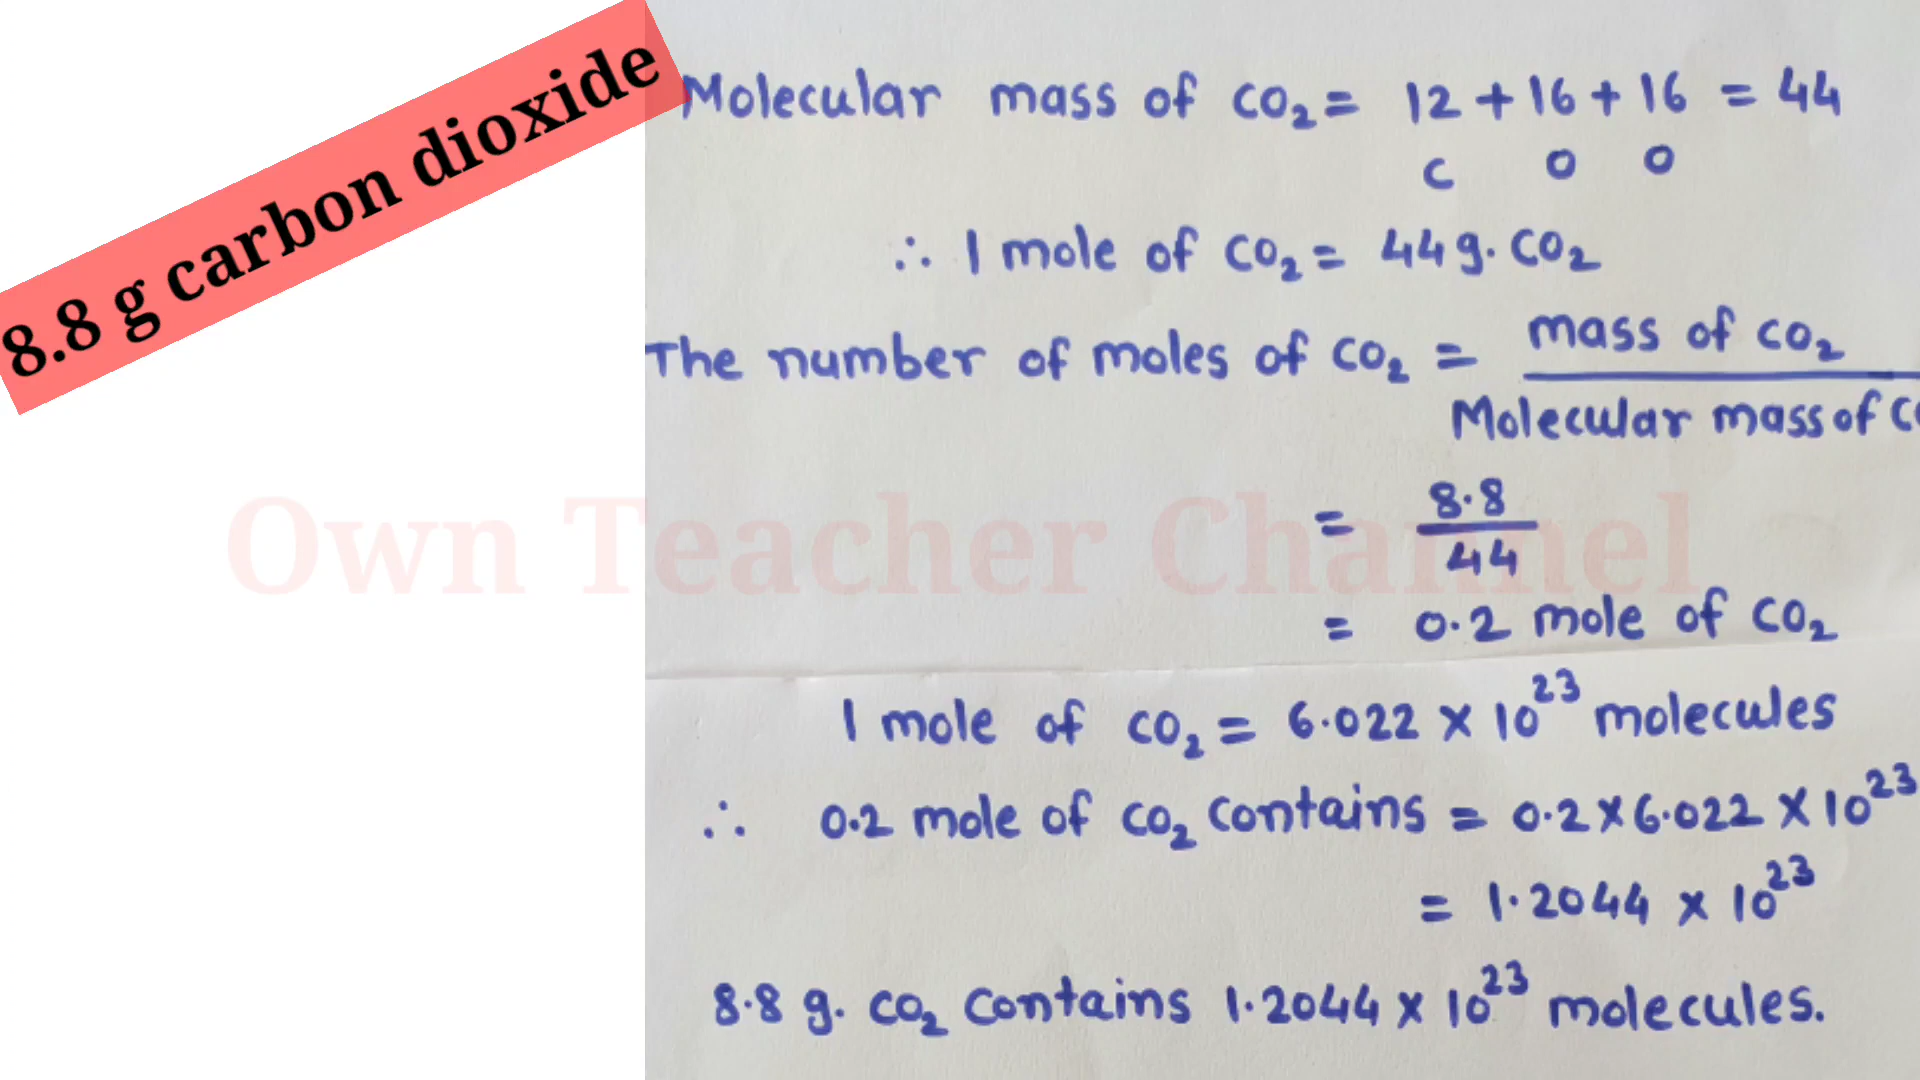 8.8 g carbon dioxide
Molecular mass of CO₂ = 12 + 16 + 16 = 44
C O O
∴ 1 mole of CO₂ = 44 g. CO₂
The number of moles of CO₂ = mass of CO₂
Molecular mass of
= 8.8
44
= 0.2 mole of CO₂
Own Teacher Channel
1 mole of CO₂ = 6.022 × 10²³ molecules
∴ 0.2 mole of CO₂ contains = 0.2 × 6.022 × 10²³
= 1.2044 × 10²³
8.8 g. CO₂ contains 1.2044 × 10²³ molecules.